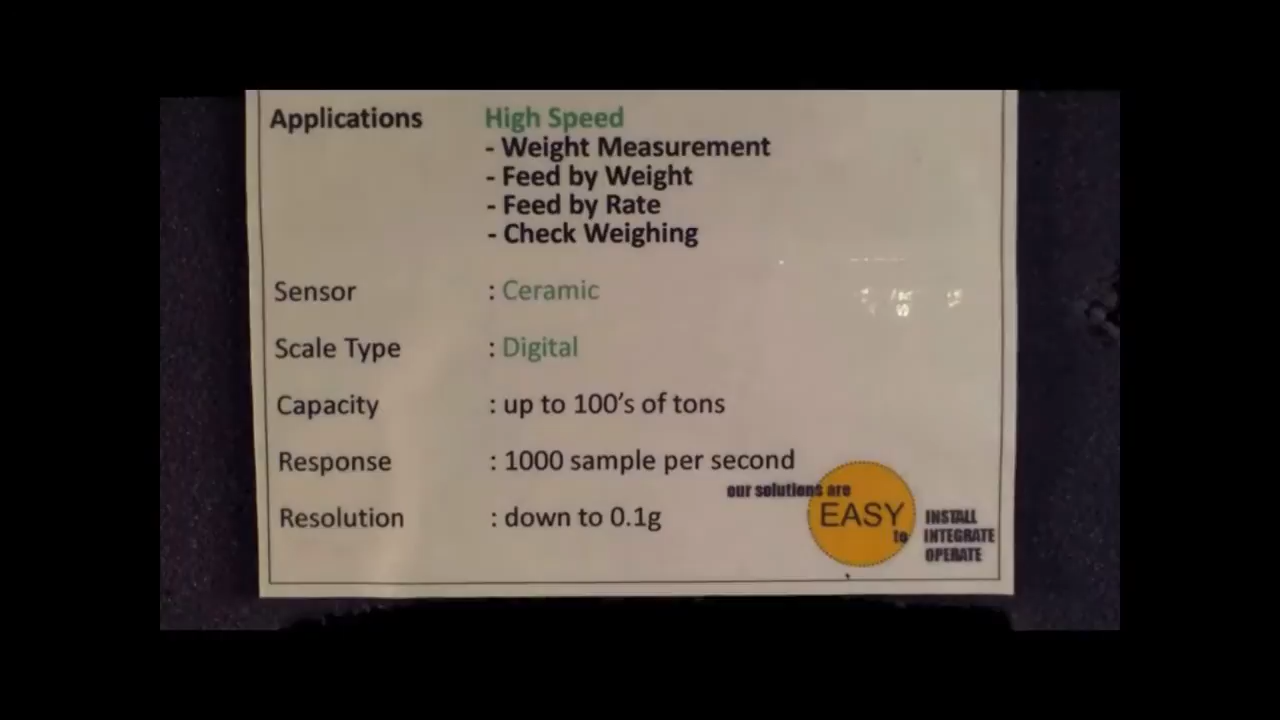 Applications High Speed
- Weight Measurement
- Feed by Weight
- Feed by Rate
- Check Weighing
Sensor : Ceramic
Scale Type : Digital
Capacity : up to 100's of tons
Response : 1000 sample per second
Resolution : down to 0.1g
our solutions are
EASY
to
INSTALL
INTEGRATE
OPERATE